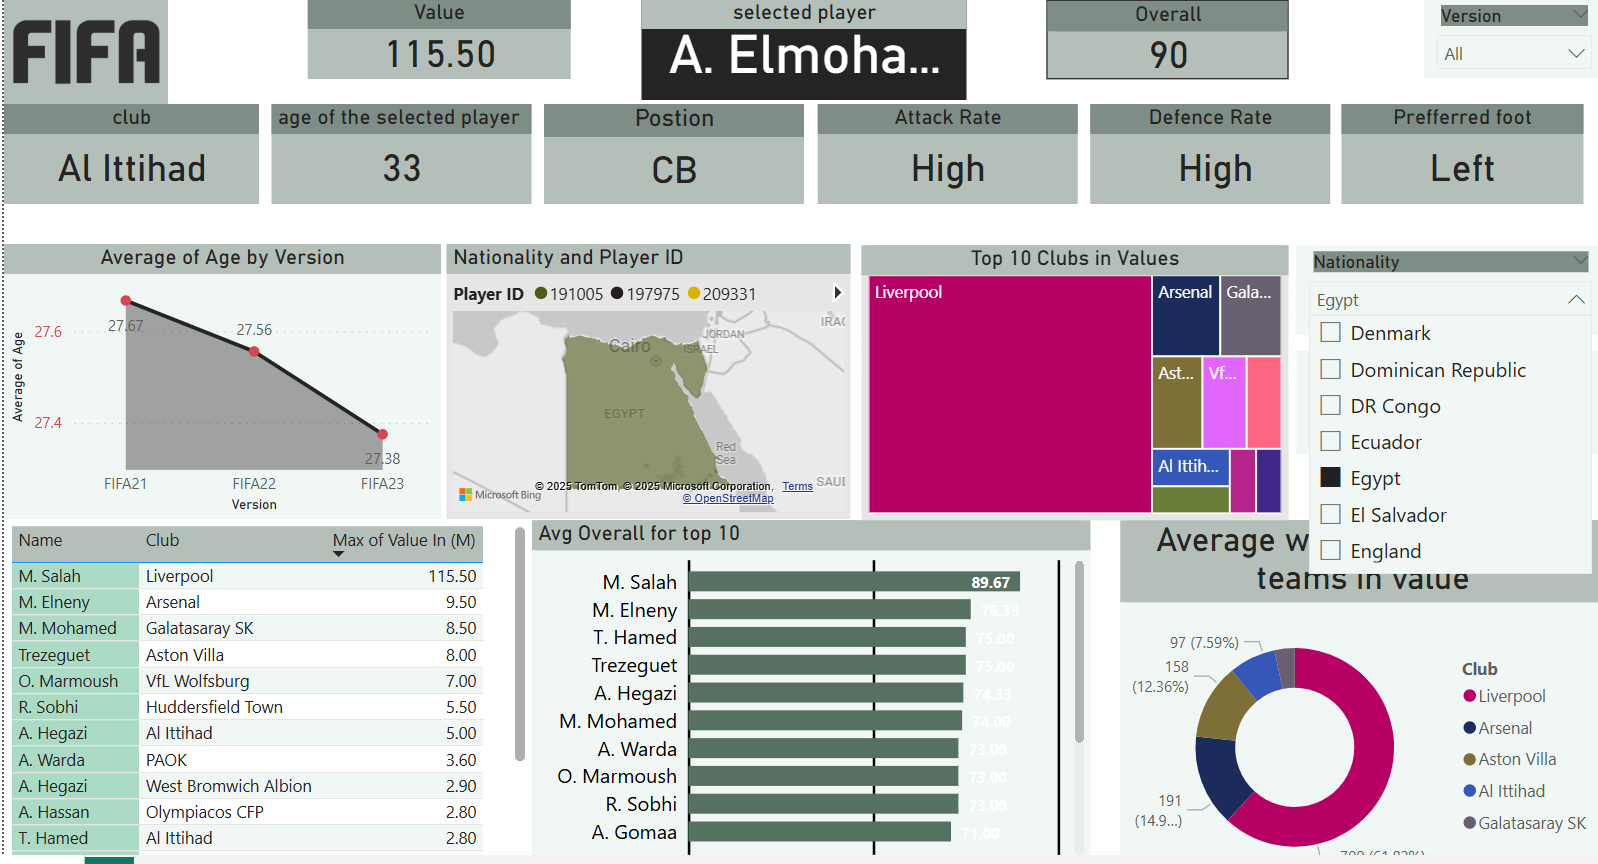 FIFA
Value
115.50
selected player
A. Elmoha...
Overall
90
Version
All
club
Al Ittihad
age of the selected player
33
Postion
CB
Attack Rate
High
Defence Rate
High
Prefferred foot
Left
Average of Age by Version
Average of Age
27.6
27.4
27.67
27.56
27.38
FIFA21 FIFA22 FIFA23
Version
Nationality and Player ID
Player ID 191005 197975 209331
IRAQ
JORDAN
Cairo
ISRAEL
EGYPT
Red
Sea
SAUD
Microsoft Bing
© 2025 TomTom, © 2025 Microsoft Corporation, Terms
© OpenStreetMap
Top 10 Clubs in Values
Liverpool
Arsenal
Gala...
Ast...
Vf...
Al Ittih...
Nationality
Egypt
Denmark
Dominican Republic
DR Congo
Ecuador
Egypt
El Salvador
England
Name Club Max of Value In (M)
M. Salah Liverpool 115.50
M. Elneny Arsenal 9.50
M. Mohamed Galatasaray SK 8.50
Trezeguet Aston Villa 8.00
O. Marmoush VfL Wolfsburg 7.00
R. Sobhi Huddersfield Town 5.50
A. Hegazi Al Ittihad 5.00
A. Warda PAOK 3.60
A. Hegazi West Bromwich Albion 2.90
A. Hassan Olympiacos CFP 2.80
T. Hamed Al Ittihad 2.80
Avg Overall for top 10
M. Salah 89.67
M. Elneny 76.33
T. Hamed 75.00
Trezeguet 75.00
A. Hegazi 74.33
M. Mohamed 74.00
A. Warda 73.00
O. Marmoush 73.00
R. Sobhi 73.00
A. Gomaa 71.00
Average w
teams in value
97 (7.59%)
158
(12.36%)
191
(14.9...)
Club
Liverpool
Arsenal
Aston Villa
Al Ittihad
Galatasaray SK